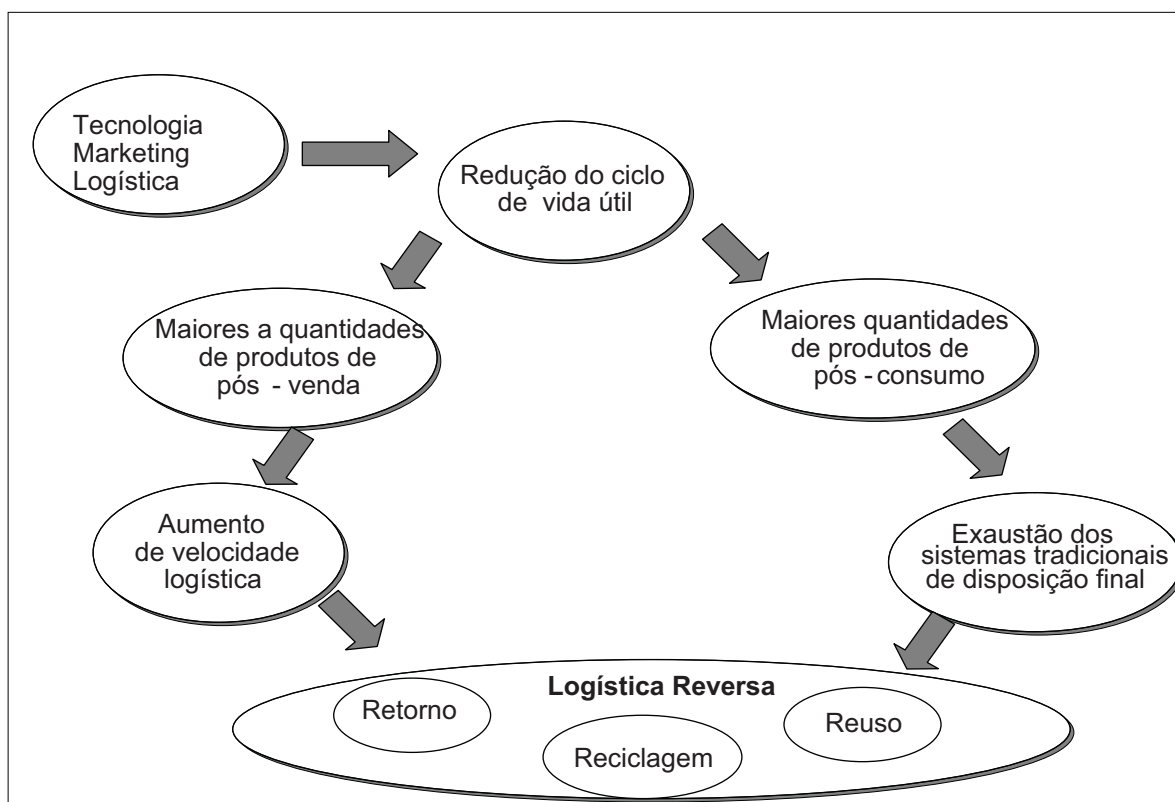 Tecnologia
Marketing
Logística
Redução do ciclo
de vida útil
Maiores a quantidades
de produtos de
pós - venda
Maiores quantidades
de produtos de
pós - consumo
Aumento
de velocidade
logística
Exaustão dos
sistemas tradicionais
de disposição final
Logística Reversa
Retorno
Reciclagem
Reuso